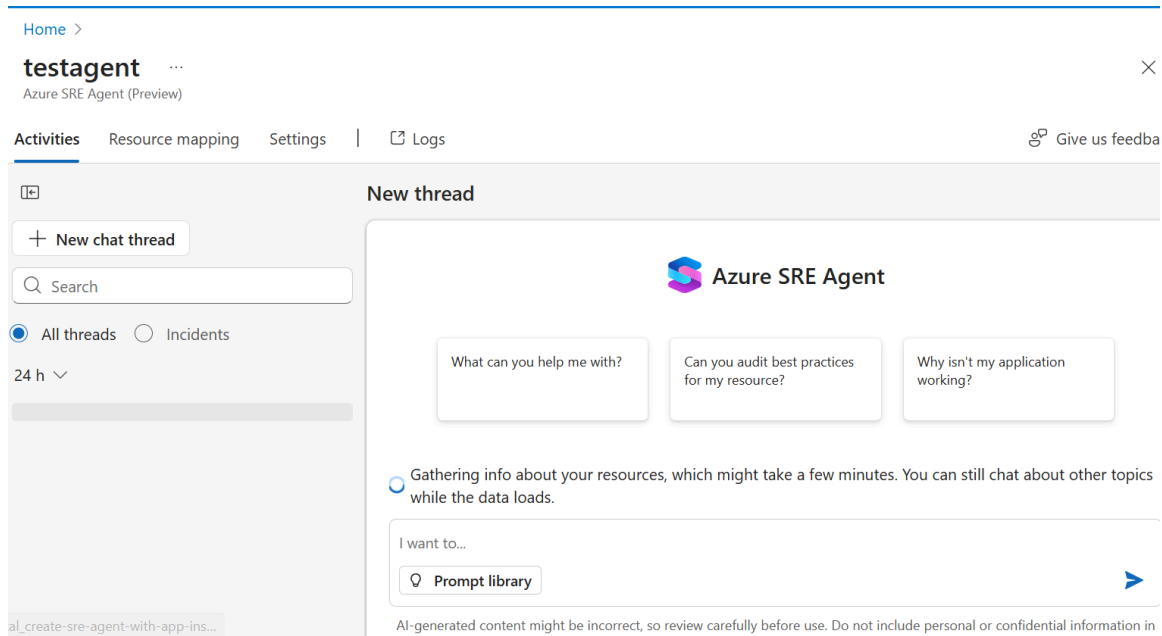 Home
testagent ...
Azure SRE Agent (Preview)
Activities Resource mapping Settings Logs Give us feedba
New thread
New chat thread
Search
All threads Incidents
24 h
Azure SRE Agent
What can you help me with?
Can you audit best practices
for my resource?
Why isn't my application
working?
Gathering info about your resources, which might take a few minutes. You can still chat about other topics
while the data loads.
I want to...
Prompt library
al_create-sre-agent-with-app-ins...
AI-generated content might be incorrect, so review carefully before use. Do not include personal or confidential information in